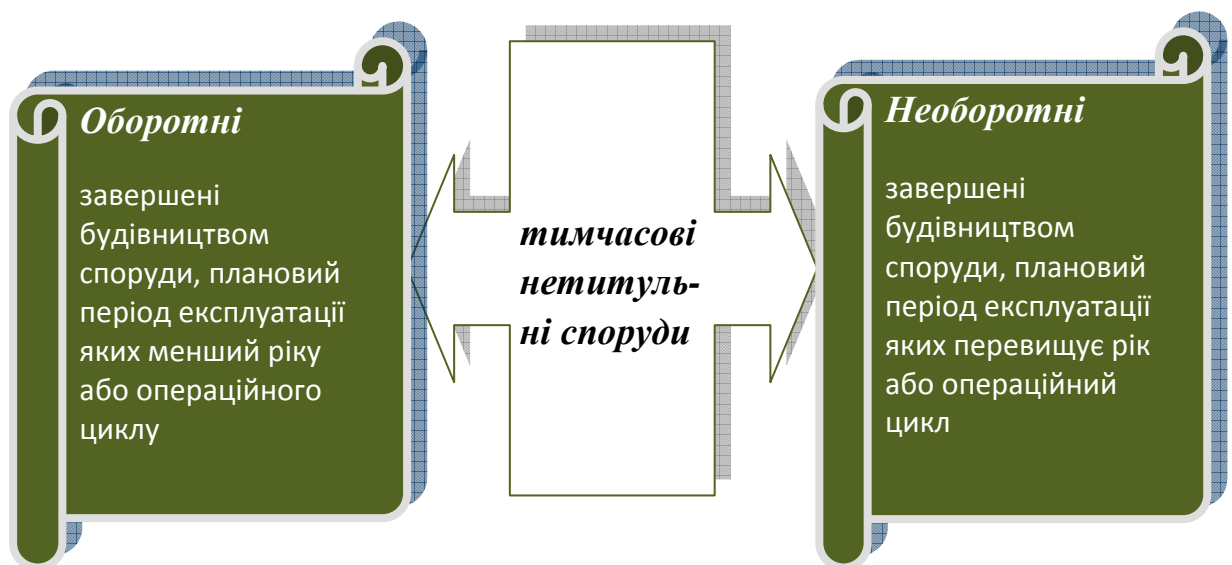 Оборотні
завершені
будівництвом
споруди, плановий
період експлуатації
яких менший ріку
або операційного
циклу
тимчасові
нетитуль-
ні споруди
Необоротні
завершені
будівництвом
споруди, плановий
період експлуатації
яких перевищує рік
або операційний
цикл